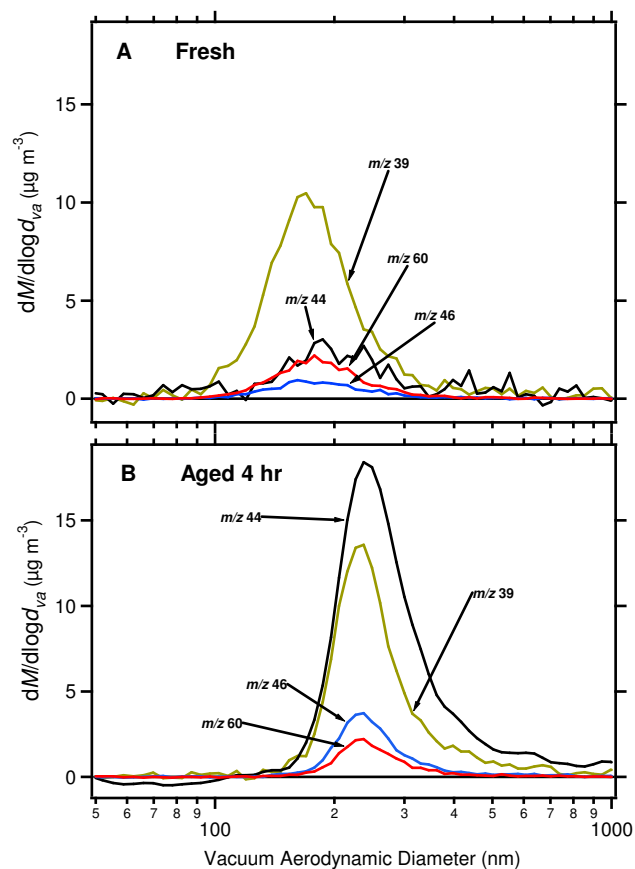 A Fresh
15
10
5
0
dM/dlogdva (µg m⁻³)
m/z 39
m/z 60
m/z 44
m/z 46
B Aged 4 hr
15
10
5
0
dM/dlogdva (µg m⁻³)
m/z 44
m/z 39
m/z 46
m/z 60
5 6 7 8 9 2 3 4 5 6 7 8 9
100 1000
Vacuum Aerodynamic Diameter (nm)